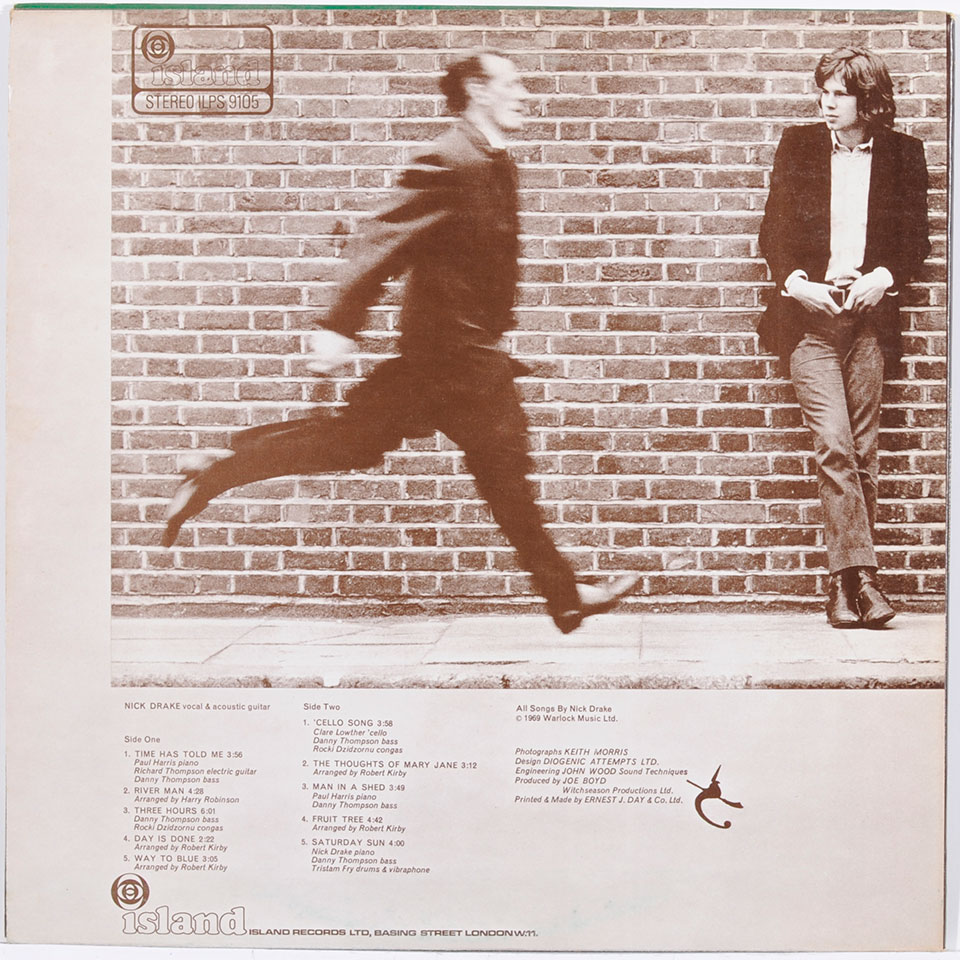 island
STEREO ILPS 9105
NICK DRAKE vocal & acoustic guitar
Side One
1. TIME HAS TOLD ME 3:56
Paul Harris piano
Richard Thompson electric guitar
Danny Thompson bass
2. RIVER MAN 4:28
Arranged by Harry Robinson
3. THREE HOURS 6:01
Danny Thompson bass
Rocki Dzidzornu congas
4. DAY IS DONE 2:22
Arranged by Robert Kirby
5. WAY TO BLUE 3:05
Arranged by Robert Kirby
Side Two
1. 'CELLO SONG 3:58
Clare Lowther 'cello
Danny Thompson bass
Rocki Dzidzornu congas
2. THE THOUGHTS OF MARY JANE 3:12
Arranged by Robert Kirby
3. MAN IN A SHED 3:49
Paul Harris piano
Danny Thompson bass
4. FRUIT TREE 4:42
Arranged by Robert Kirby
5. SATURDAY SUN 4:00
Nick Drake piano
Danny Thompson bass
Tristam Fry drums & vibraphone
All Songs By Nick Drake
© 1969 Warlock Music Ltd.
Photographs KEITH MORRIS
Design DIOGENIC ATTEMPTS LTD.
Engineering JOHN WOOD Sound Techniques
Produced by JOE BOYD
Witchseason Productions Ltd.
Printed & Made by ERNEST J. DAY & Co. Ltd.
island ISLAND RECORDS LTD, BASING STREET LONDON W.11.